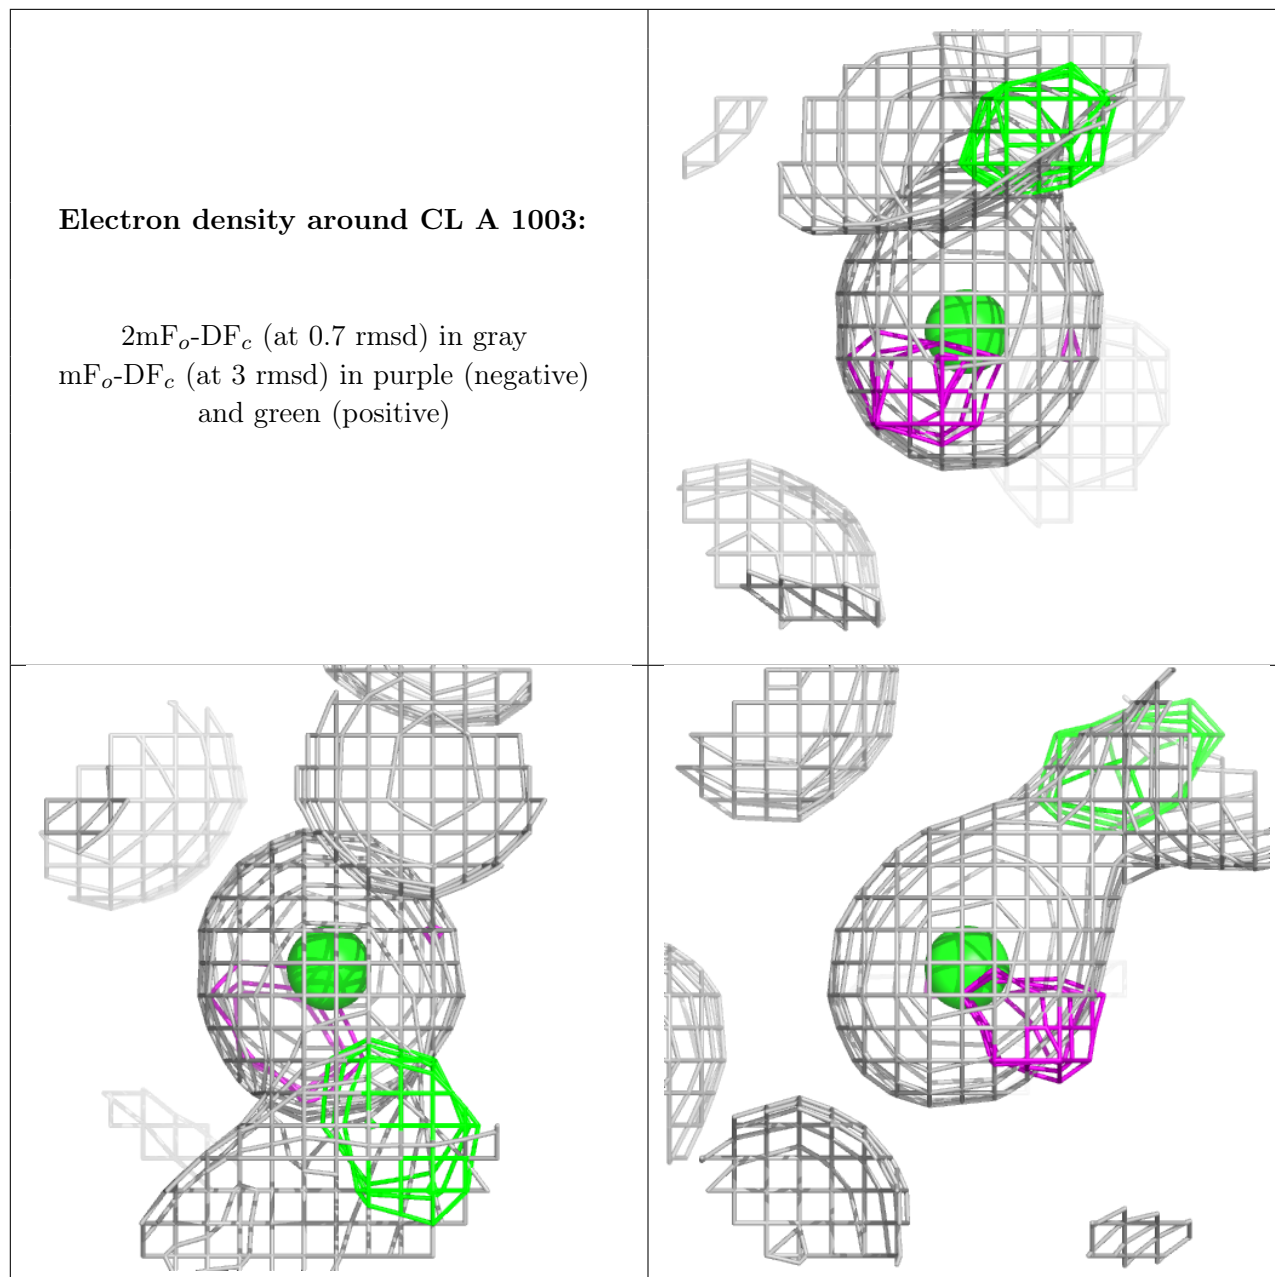 Electron density around CL A 1003:
2mFo-DFc (at 0.7 rmsd) in gray
mFo-DFc (at 3 rmsd) in purple (negative)
and green (positive)